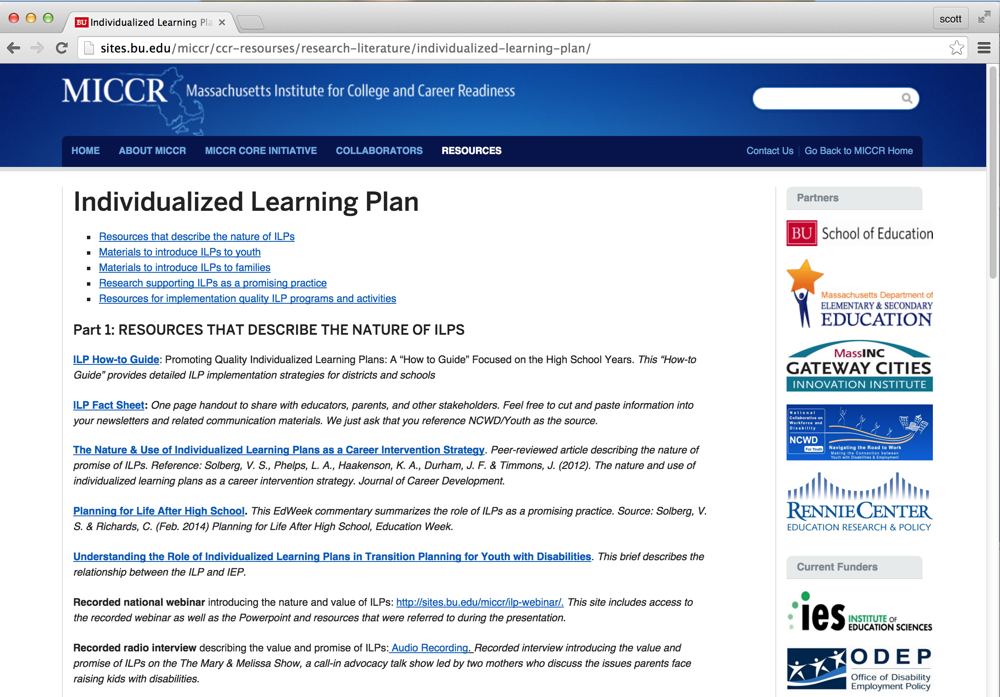 BU Individualized Learning Pla
scott
sites.bu.edu/miccr/ccr-resourses/research-literature/individualized-learning-plan/
MICCR Massachusetts Institute for College and Career Readiness
HOME ABOUT MICCR MICCR CORE INITIATIVE COLLABORATORS RESOURCES Contact Us Go Back to MICCR Home
Individualized Learning Plan
Resources that describe the nature of ILPs
Materials to introduce ILPs to youth
Materials to introduce ILPs to families
Research supporting ILPs as a promising practice
Resources for implementation quality ILP programs and activities
Part 1: RESOURCES THAT DESCRIBE THE NATURE OF ILPS
ILP How-to Guide: Promoting Quality Individualized Learning Plans: A “How to Guide” Focused on the High School Years. This “How-to
Guide” provides detailed ILP implementation strategies for districts and schools
ILP Fact Sheet: One page handout to share with educators, parents, and other stakeholders. Feel free to cut and paste information into
your newsletters and related communication materials. We just ask that you reference NCWD/Youth as the source.
The Nature & Use of Individualized Learning Plans as a Career Intervention Strategy. Peer-reviewed article describing the nature of
promise of ILPs. Reference: Solberg, V. S., Phelps, L. A., Haakenson, K. A., Durham, J. F. & Timmons, J. (2012). The nature and use of
individualized learning plans as a career intervention strategy. Journal of Career Development.
Planning for Life After High School. This EdWeek commentary summarizes the role of ILPs as a promising practice. Source: Solberg, V.
S. & Richards, C. (Feb. 2014) Planning for Life After High School, Education Week.
Understanding the Role of Individualized Learning Plans in Transition Planning for Youth with Disabilities. This brief describes the
relationship between the ILP and IEP.
Recorded national webinar introducing the nature and value of ILPs: http://sites.bu.edu/miccr/ilp-webinar/. This site includes access to
the recorded webinar as well as the Powerpoint and resources that were referred to during the presentation.
Recorded radio interview describing the value and promise of ILPs: Audio Recording. Recorded interview introducing the value and
promise of ILPs on the The Mary & Melissa Show, a call-in advocacy talk show led by two mothers who discuss the issues parents face
raising kids with disabilities.
Partners
BU School of Education
Massachusetts Department of
ELEMENTARY & SECONDARY
EDUCATION
MassINC
GATEWAY CITIES
INNOVATION INSTITUTE
National
Collaborative on
Workforce and
Disability
NCWD
For Youth
Navigating the Road to Work
Making the Connection between
Youth with Disabilities & Employment
RENNIE CENTER
EDUCATION RESEARCH & POLICY
Current Funders
ies INSTITUTE OF
EDUCATION SCIENCES
ODEP
Office of Disability
Employment Policy